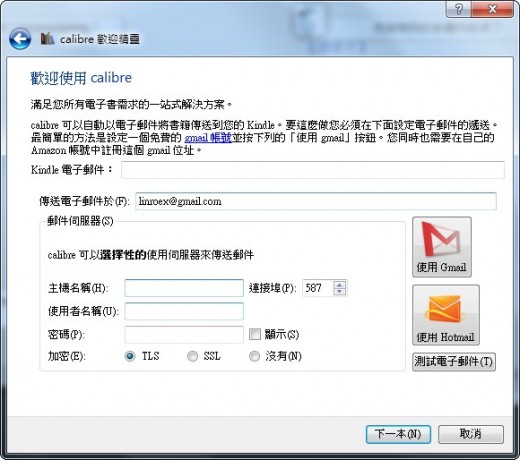 calibre 歡迎精靈
歡迎使用 calibre
滿足您所有電子書需求的一站式解決方案。
calibre 可以自動以電子郵件將書籍傳送到您的 Kindle。要這麼做您必須在下面設定電子郵件的遞送。
最簡單的方法是設定一個免費的 gmail 帳號並按下列的「使用 gmail」按鈕。您同時也需要在自己的
Amazon 帳號中註冊這個 gmail 位址。
Kindle 電子郵件：
傳送電子郵件於(F): linroex@gmail.com
郵件伺服器(S)
calibre 可以選擇性的使用伺服器來傳送郵件
主機名稱(H): 連接埠(P): 587
使用者名稱(U):
密碼(P): 顯示(S)
加密(E): TLS SSL 沒有(N)
使用 Gmail
使用 Hotmail
測試電子郵件(T)
下一本(N) 取消